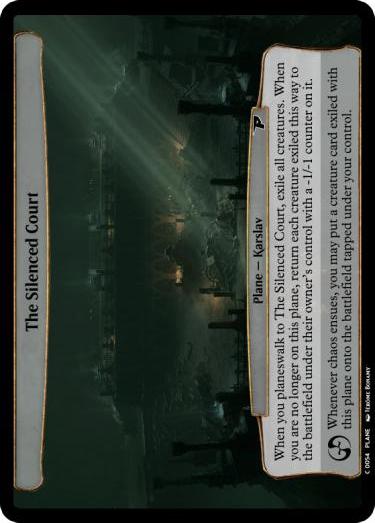 The Silenced Court
Plane — Karslav
When you planeswalk to The Silenced Court, exile all creatures. When
you are no longer on this plane, return each creature exiled this way to
the battlefield under their owner's control with a -1/-1 counter on it.
Whenever chaos ensues, you may put a creature card exiled with
this plane onto the battlefield tapped under your control.
C 0054 PLANE JÉRÔME BORAMY